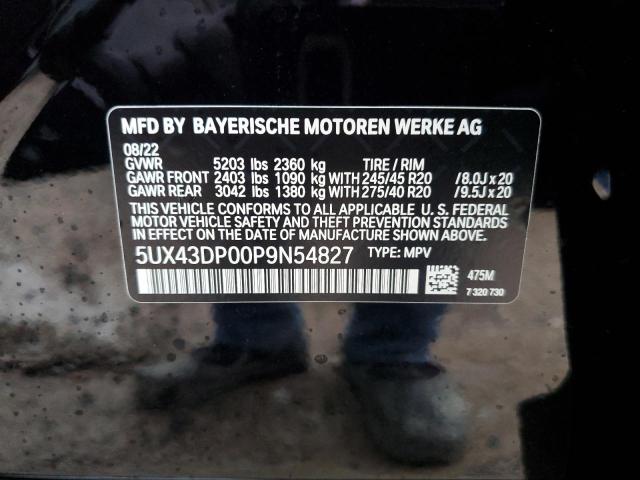 MFD BY BAYERISCHE MOTOREN WERKE AG
08/22
GVWR 5203 lbs 2360 kg TIRE / RIM
GAWR FRONT 2403 lbs 1090 kg WITH 245/45 R20 /8.0J x 20
GAWR REAR 3042 lbs 1380 kg WITH 275/40 R20 /9.5J x 20
THIS VEHICLE CONFORMS TO ALL APPLICABLE U. S. FEDERAL
MOTOR VEHICLE SAFETY AND THEFT PREVENTION STANDARDS
IN EFFECT ON THE DATE OF MANUFACTURE SHOWN ABOVE.
5UX43DP00P9N54827 TYPE: MPV
475M
7 320 730